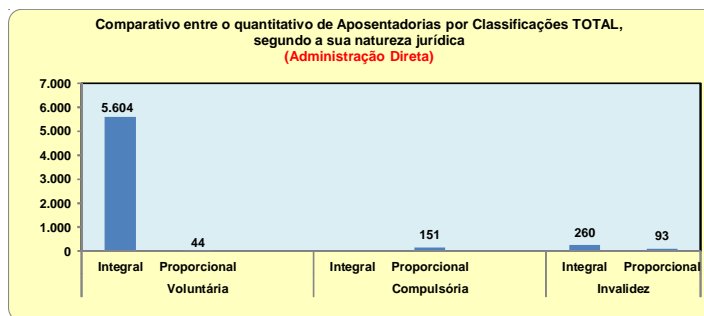 Comparativo entre o quantitativo de Aposentadorias por Classificações TOTAL,
segundo a sua natureza jurídica
(Administração Direta)
7.000
6.000
5.000
4.000
3.000
2.000
1.000
0
5.604
44
151
260
93
Integral Proporcional Integral Proporcional Integral Proporcional
Voluntária Compulsória Invalidez